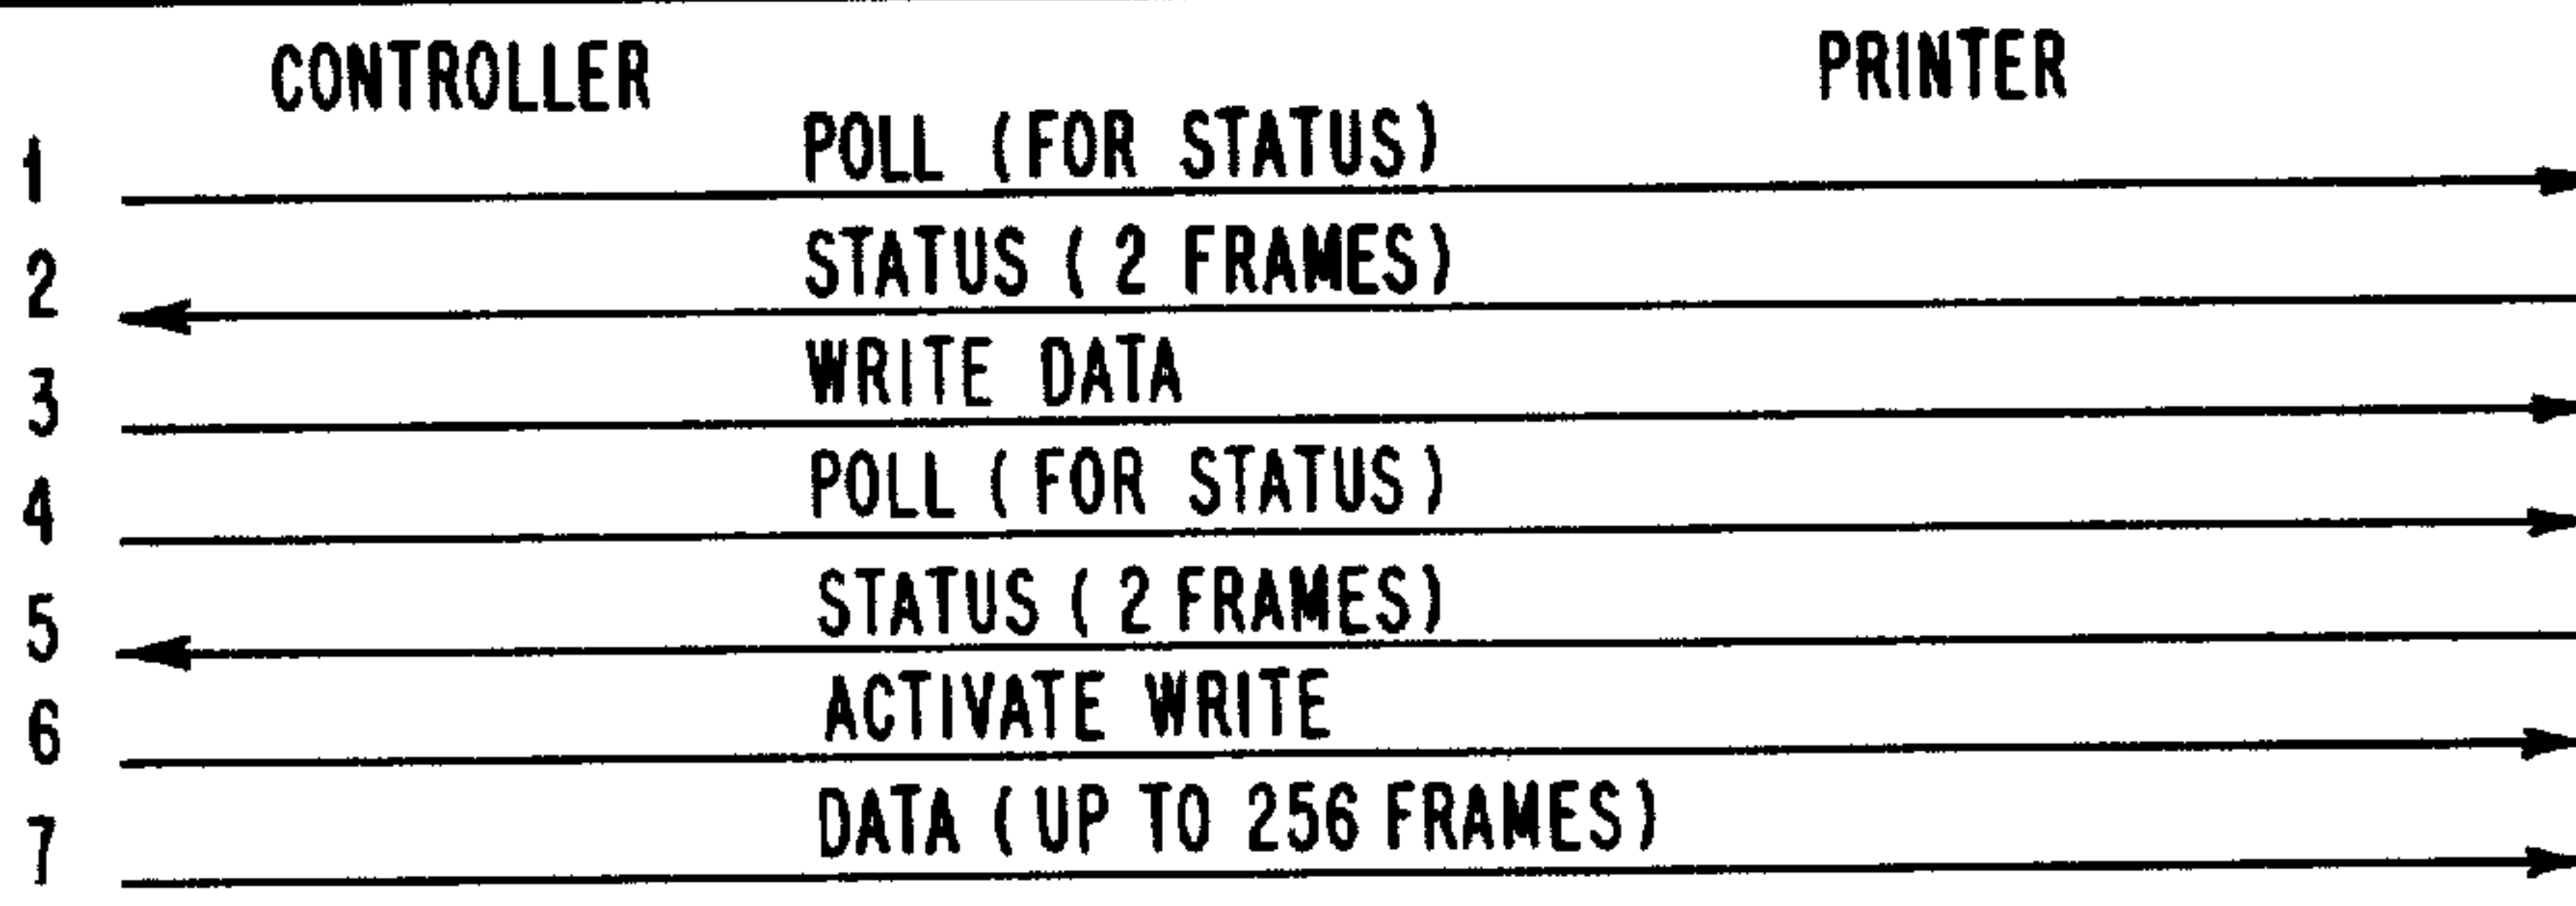 CONTROLLER PRINTER
1 POLL (FOR STATUS)
2 STATUS (2 FRAMES)
3 WRITE DATA
4 POLL (FOR STATUS)
5 STATUS (2 FRAMES)
6 ACTIVATE WRITE
7 DATA (UP TO 256 FRAMES)